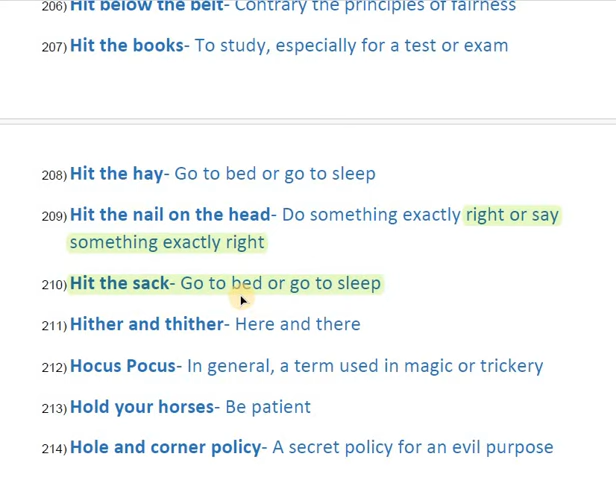 206) Hit below the belt- Contrary the principles of fairness
207) Hit the books- To study, especially for a test or exam
208) Hit the hay- Go to bed or go to sleep
209) Hit the nail on the head- Do something exactly right or say
something exactly right
210) Hit the sack- Go to bed or go to sleep
211) Hither and thither- Here and there
212) Hocus Pocus- In general, a term used in magic or trickery
213) Hold your horses- Be patient
214) Hole and corner policy- A secret policy for an evil purpose